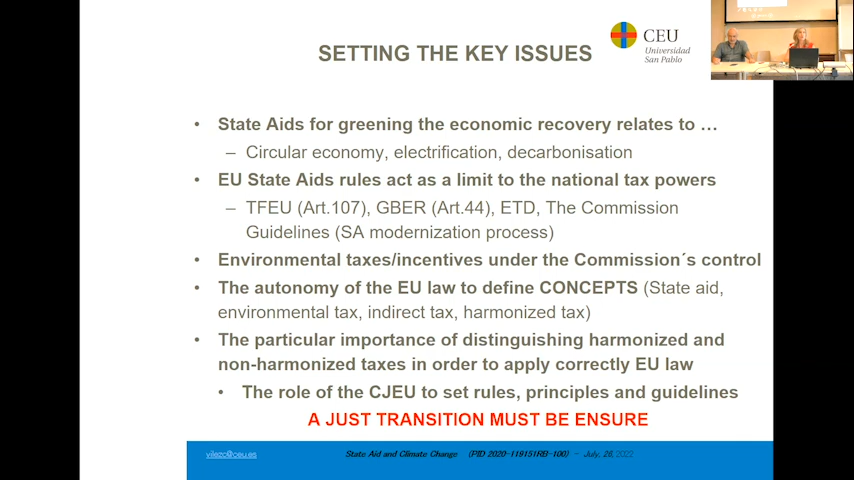 SETTING THE KEY ISSUES
CEU
Universidad
San Pablo
• State Aids for greening the economic recovery relates to …
– Circular economy, electrification, decarbonisation
• EU State Aids rules act as a limit to the national tax powers
– TFEU (Art.107), GBER (Art.44), ETD, The Commission
Guidelines (SA modernization process)
• Environmental taxes/incentives under the Commission´s control
• The autonomy of the EU law to define CONCEPTS (State aid,
environmental tax, indirect tax, harmonized tax)
• The particular importance of distinguishing harmonized and
non-harmonized taxes in order to apply correctly EU law
• The role of the CJEU to set rules, principles and guidelines
A JUST TRANSITION MUST BE ENSURE
vilezc@ceu.es State Aid and Climate Change (PID 2020-119151RB-100) - July, 26, 2022